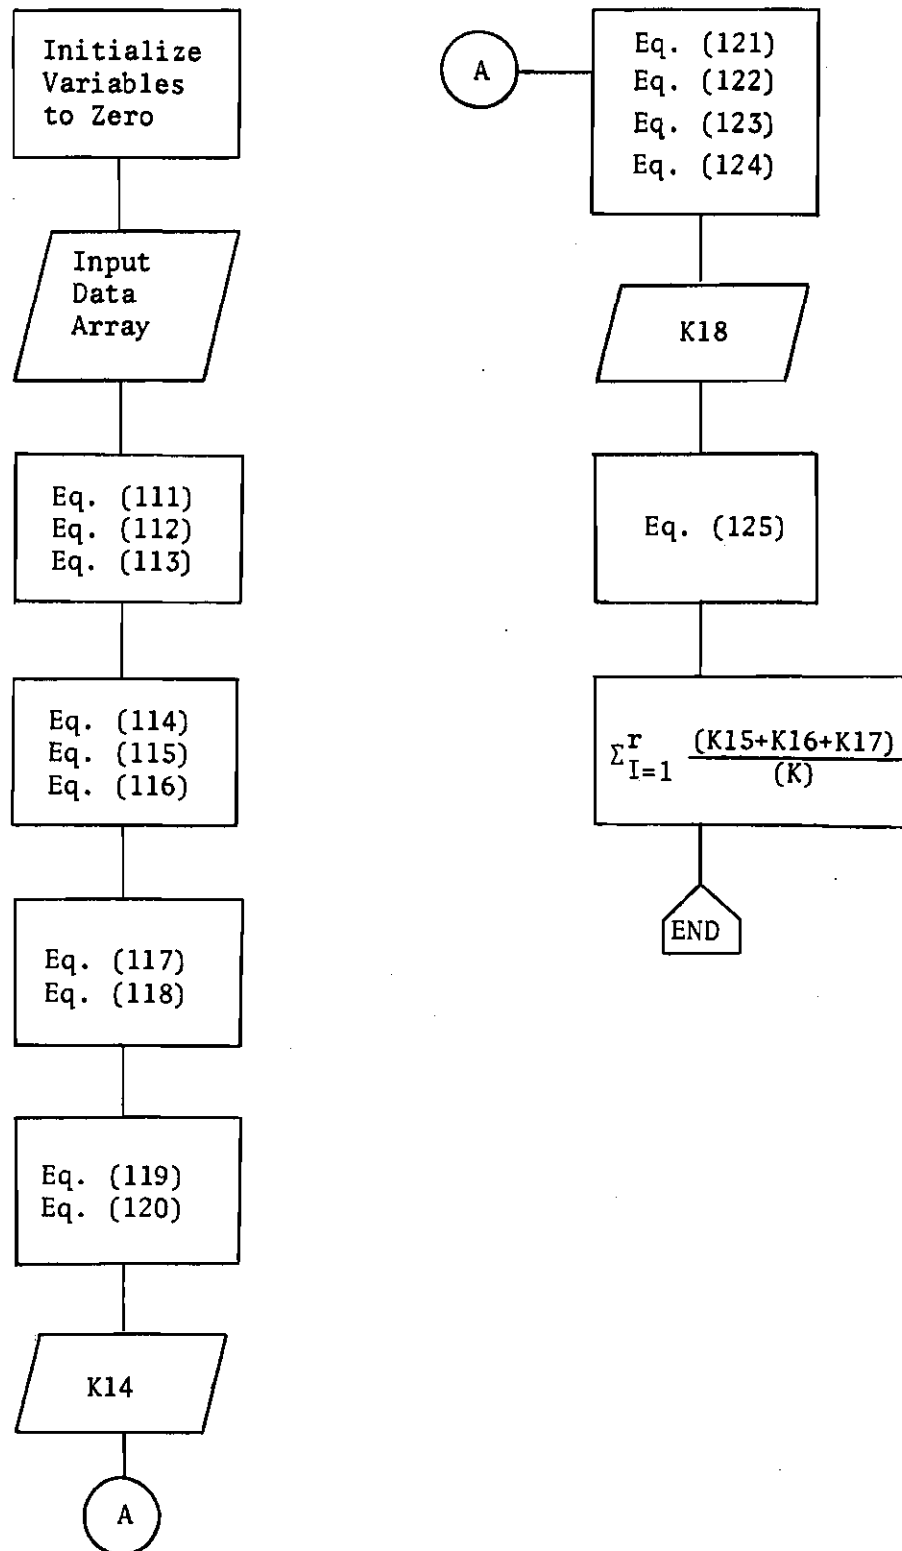 Initialize
Variables
to Zero
Input
Data
Array
Eq. (111)
Eq. (112)
Eq. (113)
Eq. (114)
Eq. (115)
Eq. (116)
Eq. (117)
Eq. (118)
Eq. (119)
Eq. (120)
K14
A
A
Eq. (121)
Eq. (122)
Eq. (123)
Eq. (124)
K18
Eq. (125)
Σ^r_{I=1} (K15+K16+K17)
(K)
END